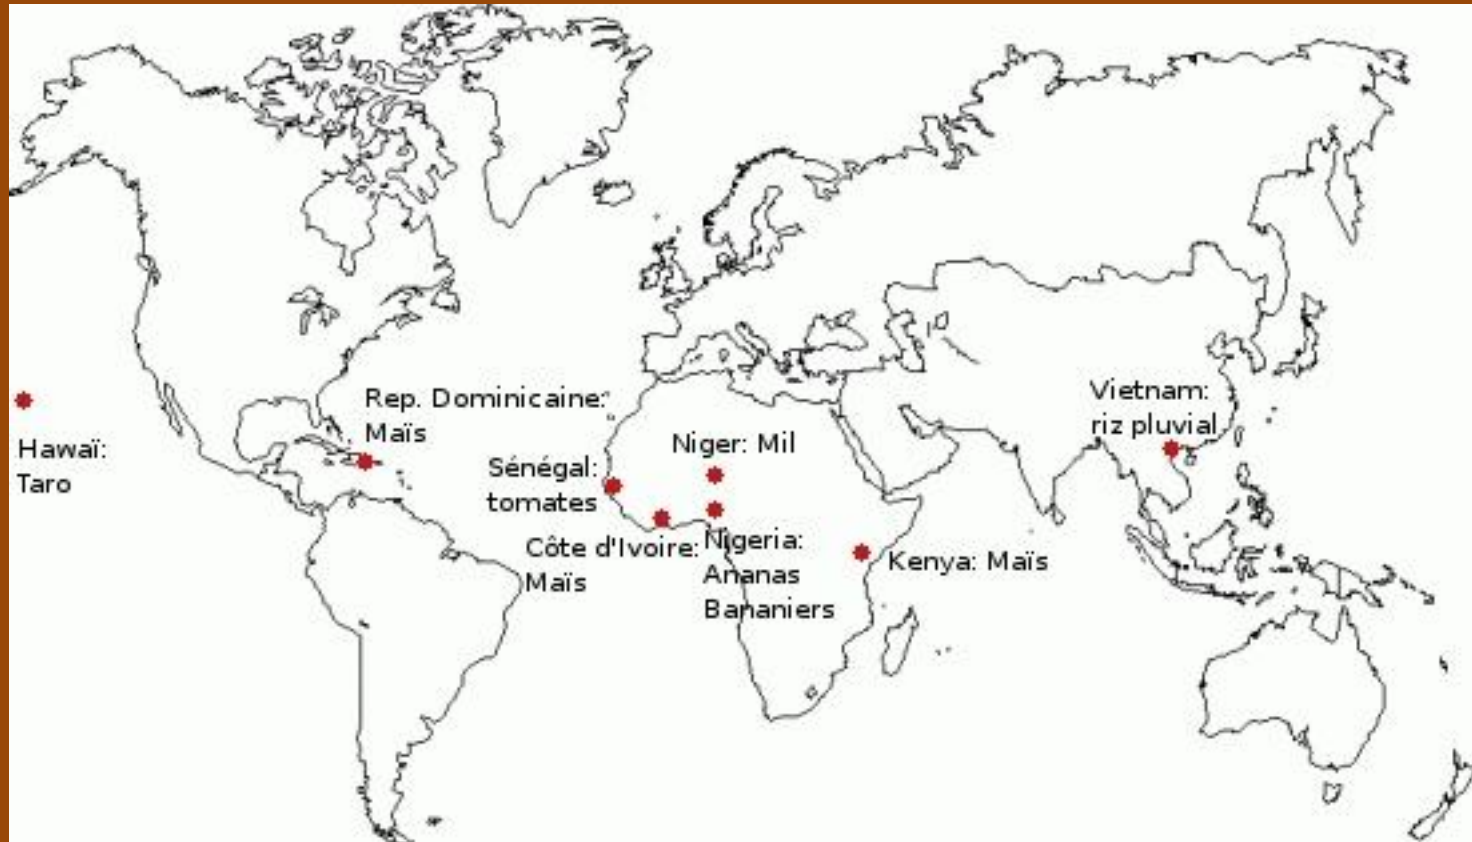 Rep. Dominicaine:
Maïs
Vietnam:
riz pluvial
Hawaï:
Taro
Niger: Mil
Sénégal:
tomates
Côte d'Ivoire:
Maïs
Nigeria:
Ananas
Bananiers
Kenya: Maïs